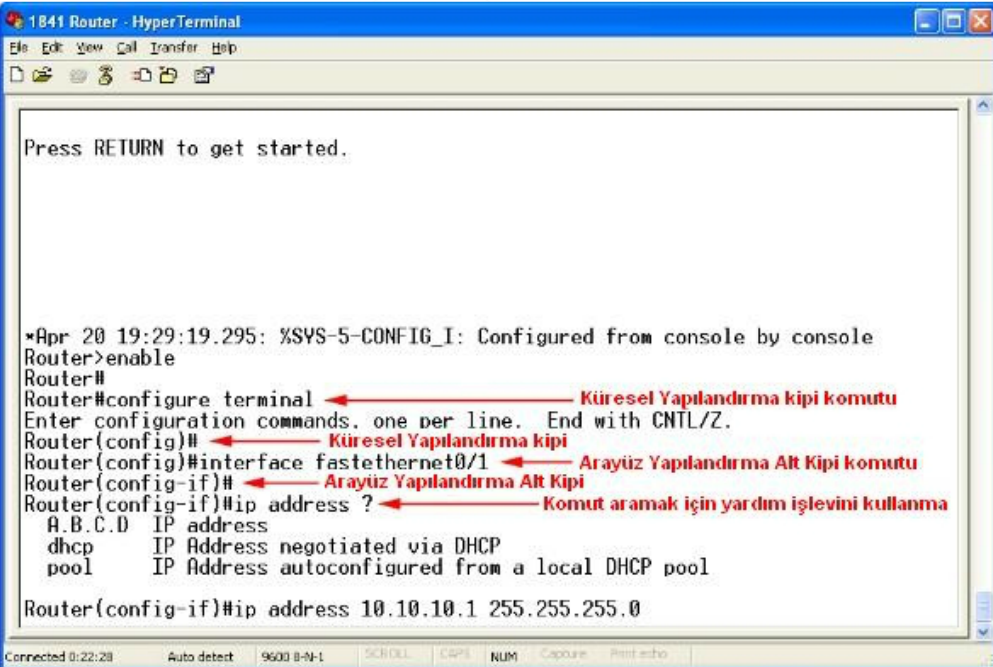 1841 Router - HyperTerminal
File Edit View Call Transfer Help
Press RETURN to get started.
*Apr 20 19:29:19.295: %SYS-5-CONFIG_I: Configured from console by console
Router>enable
Router#
Router#configure terminal Küresel Yapılandırma kipi komutu
Enter configuration commands, one per line. End with CNTL/Z.
Router(config)# Küresel Yapılandırma kipi
Router(config)#interface fastethernet0/1 Arayüz Yapılandırma Alt Kipi komutu
Router(config-if)# Arayüz Yapılandırma Alt Kipi
Router(config-if)#ip address ? Komut aramak için yardım işlevini kullanma
A.B.C.D IP address
dhcp IP Address negotiated via DHCP
pool IP Address autoconfigured from a local DHCP pool
Router(config-if)#ip address 10.10.10.1 255.255.255.0
Connected 0:22:28 Auto detect 9600 8-N-1 SCROLL CAPS NUM Capture Print echo